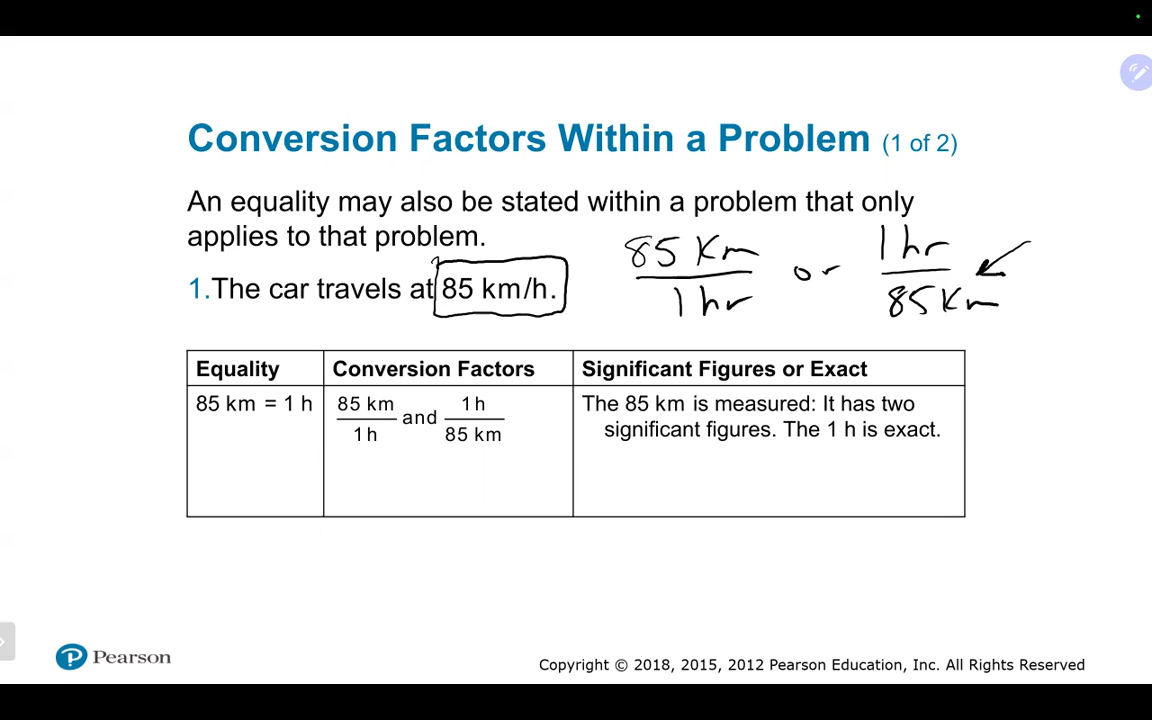 Conversion Factors Within a Problem (1 of 2)
An equality may also be stated within a problem that only
applies to that problem.
1.The car travels at 85 km/h.
85 Km
1 hr
or
1 hr
85 Km
Equality
Conversion Factors
Significant Figures or Exact
85 km = 1 h
85 km
1 h
and
1 h
85 km
The 85 km is measured: It has two
significant figures. The 1 h is exact.
Pearson
Copyright © 2018, 2015, 2012 Pearson Education, Inc. All Rights Reserved